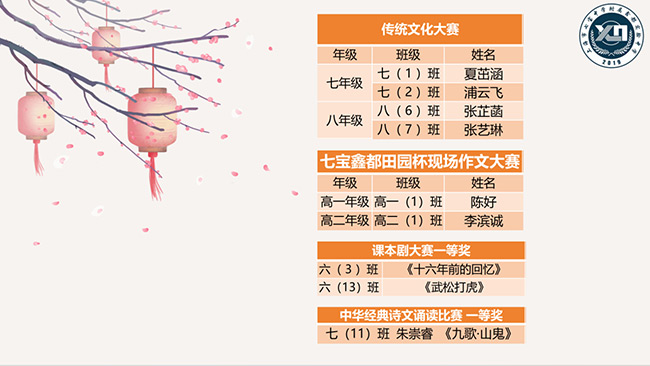 传统文化大赛
年级 班级 姓名
七年级 七（1）班 夏茁涵
七（2）班 浦云飞
八年级 八（6）班 张芷菡
八（7）班 张艺琳
七宝鑫都田园杯现场作文大赛
年级 班级 姓名
高一年级 高一（1）班 陈好
高二年级 高二（1）班 李滨诚
课本剧大赛一等奖
六（3）班 《十六年前的回忆》
六（13）班 《武松打虎》
中华经典诗文诵读比赛 一等奖
七（11）班 朱崇睿 《九歌·山鬼》
2018